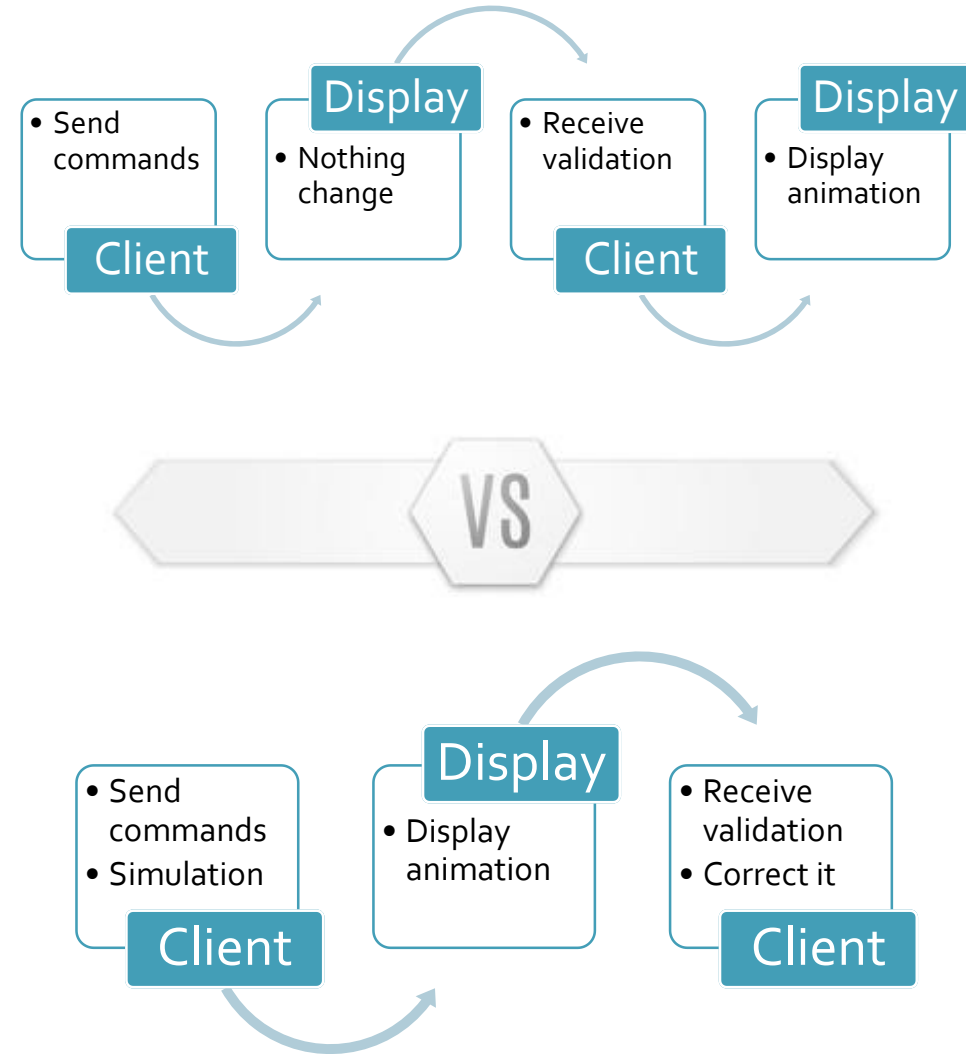 • Send
commands
Client
Display
• Nothing
change
• Receive
validation
Client
Display
• Display
animation
VS
• Send
commands
• Simulation
Client
Display
• Display
animation
• Receive
validation
• Correct it
Client